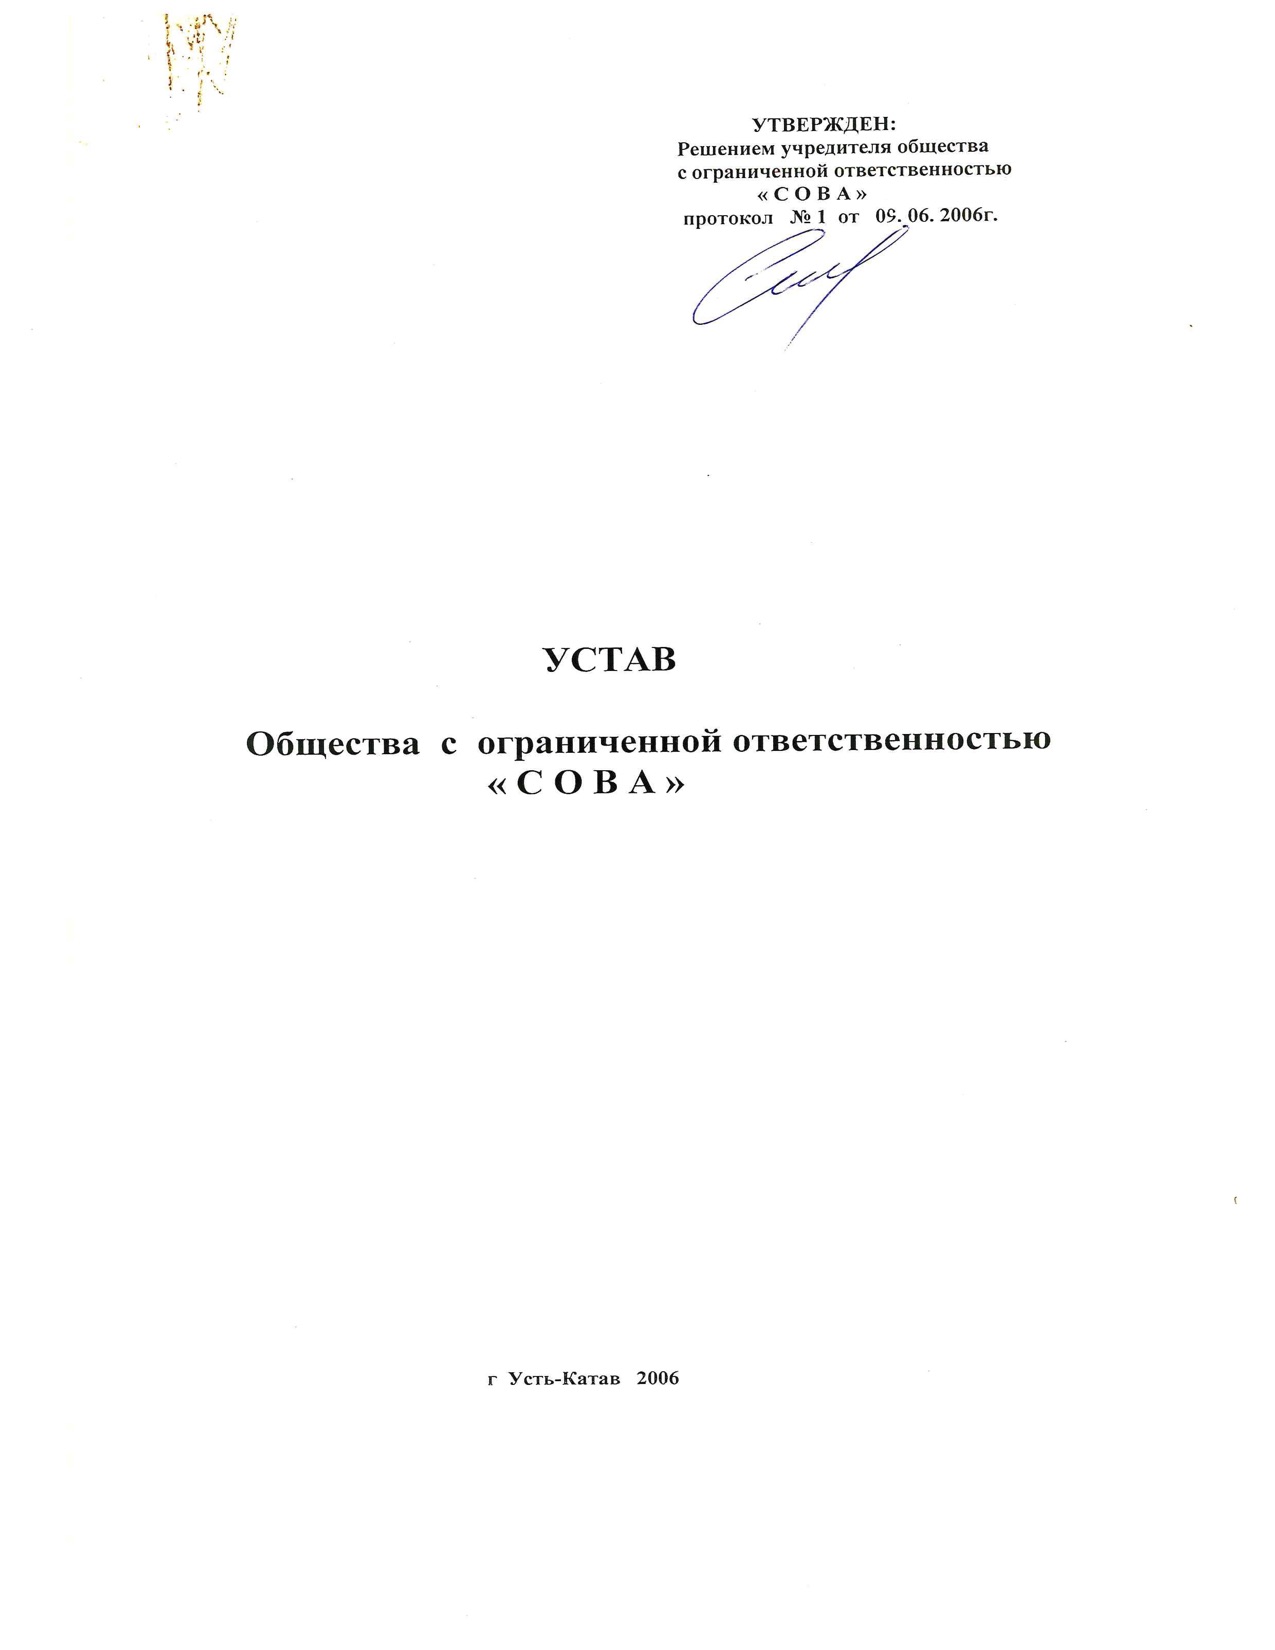 УТВЕРЖДЕН:
Решением учредителя общества
с ограниченной ответственностью
« С О В А »
протокол № 1 от 09. 06. 2006г.
УСТАВ
Общества с ограниченной ответственностью
« С О В А »
г Усть-Катав 2006